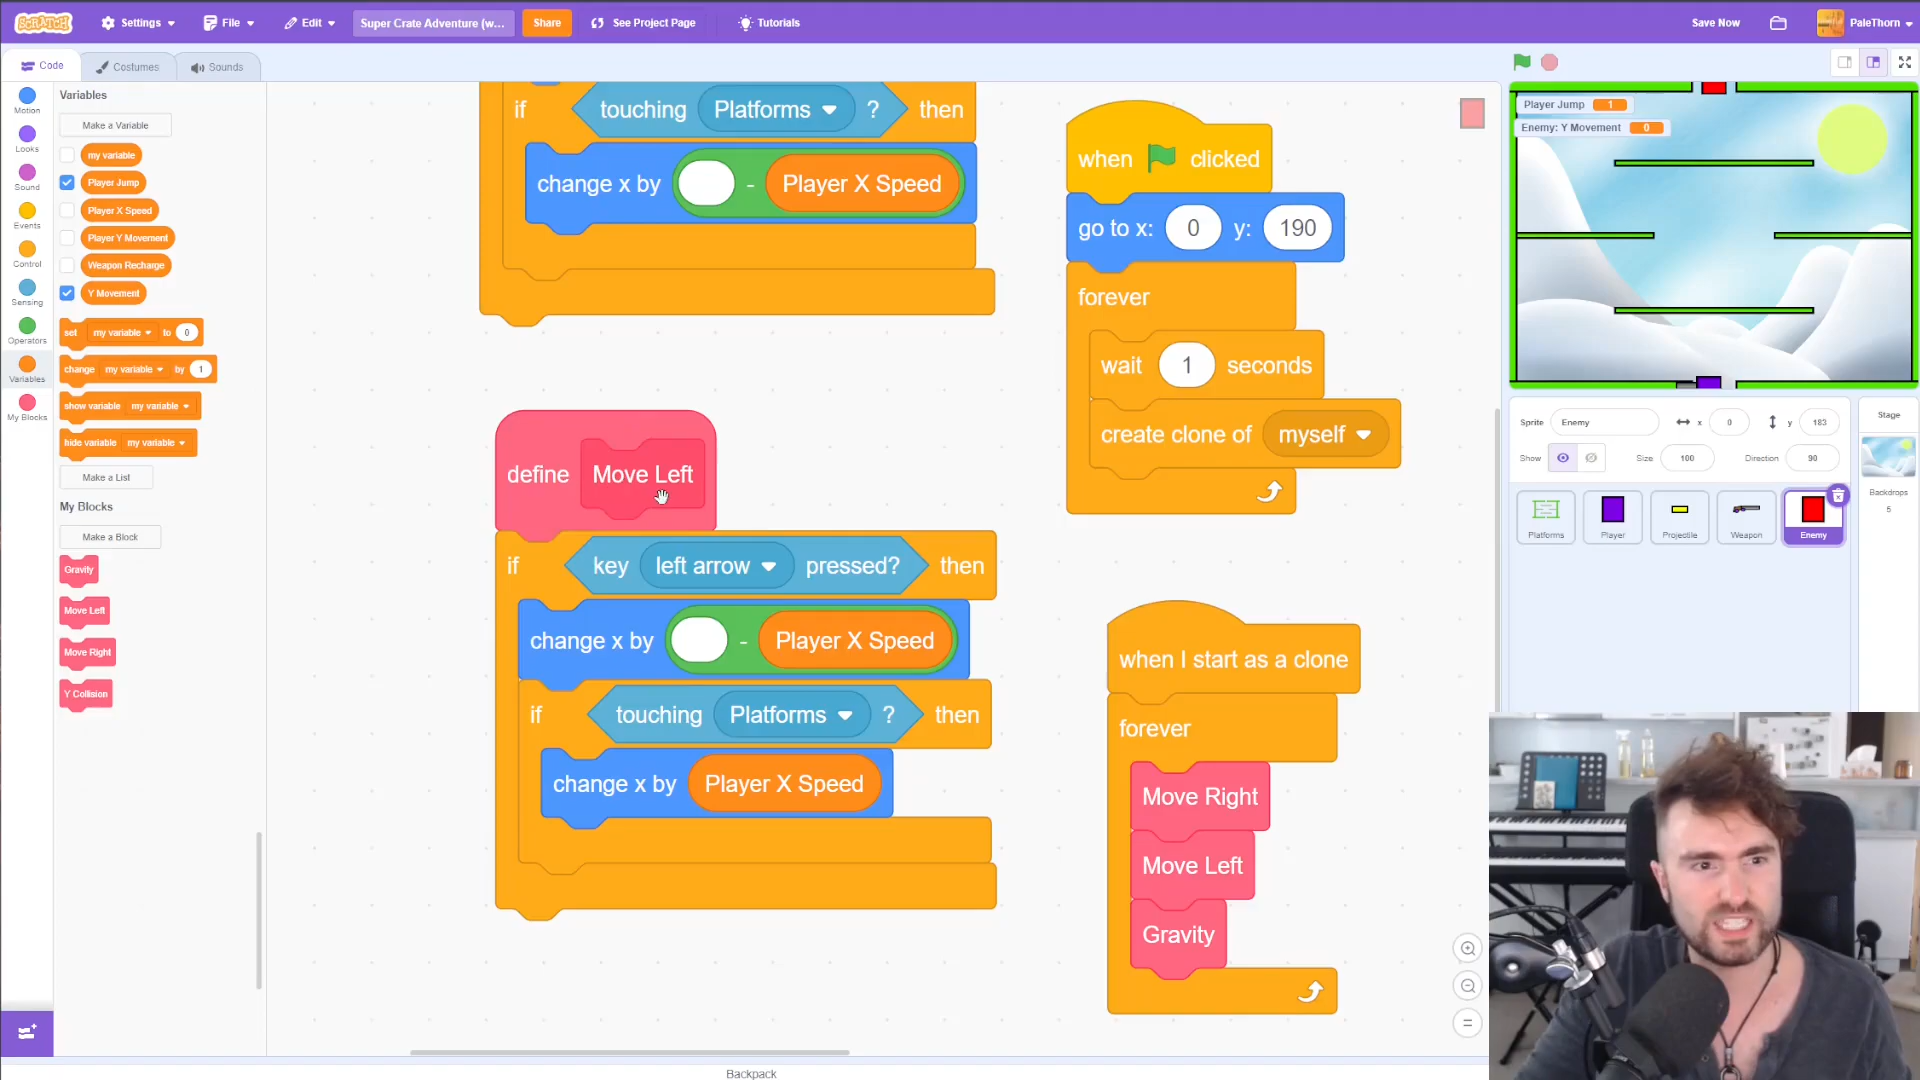 SCRATCH Settings File Edit Super Crate Adventure (w... Share See Project Page Tutorials Save Now PaleThorn
Code Costumes Sounds
Motion
Looks
Sound
Events
Control
Sensing
Operators
Variables
My Blocks
Variables
Make a Variable
my variable
Player Jump
Player X Speed
Player Y Movement
Weapon Recharge
Y Movement
set my variable to 0
change my variable by 1
show variable my variable
hide variable my variable
Make a List
My Blocks
Make a Block
Gravity
Move Left
Move Right
Y Collision
if touching Platforms ? then
change x by - Player X Speed
define Move Left
if key left arrow pressed? then
change x by - Player X Speed
if touching Platforms ? then
change x by Player X Speed
when clicked
go to x: 0 y: 190
forever
wait 1 seconds
create clone of myself
when I start as a clone
forever
Move Right
Move Left
Gravity
Backpack
Player Jump 1
Enemy: Y Movement 0
Sprite Enemy x 0 y 183
Show Size 100 Direction 90
Platforms Player Projectile Weapon Enemy
Stage
Backdrops
5